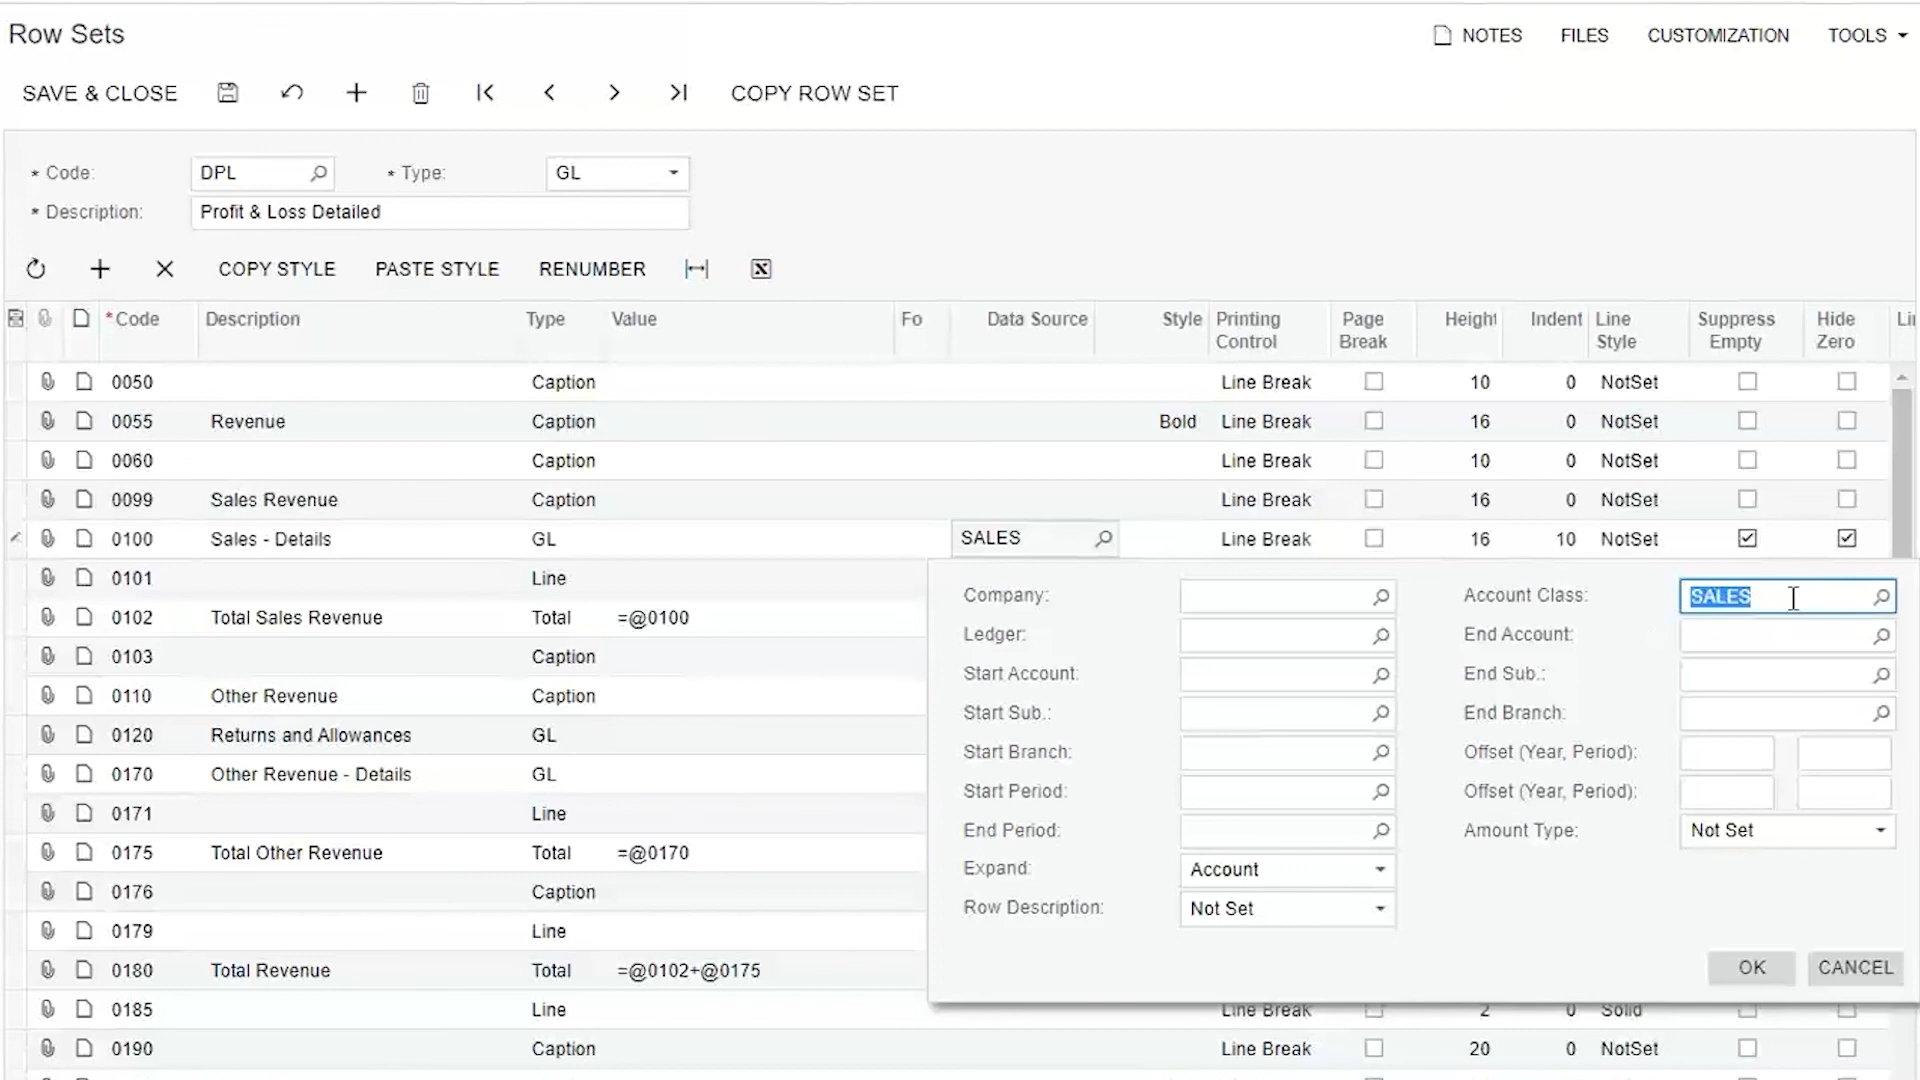 Row Sets
NOTES FILES CUSTOMIZATION TOOLS
SAVE & CLOSE COPY ROW SET
* Code: DPL * Type: GL
* Description: Profit & Loss Detailed
COPY STYLE PASTE STYLE RENUMBER
*Code Description Type Value Fo Data Source Style Printing Control Page Break Height Indent Line Style Suppress Empty Hide Zero Li
0050 Caption Line Break 10 0 NotSet
0055 Revenue Caption Bold Line Break 16 0 NotSet
0060 Caption Line Break 10 0 NotSet
0099 Sales Revenue Caption Line Break 16 0 NotSet
0100 Sales - Details GL SALES Line Break 16 10 NotSet
0101 Line
0102 Total Sales Revenue Total =@0100
0103 Caption
0110 Other Revenue Caption
0120 Returns and Allowances GL
0170 Other Revenue - Details GL
0171 Line
0175 Total Other Revenue Total =@0170
0176 Caption
0179 Line
0180 Total Revenue Total =@0102+@0175
0185 Line Line Break 2 0 Solid
0190 Caption Line Break 20 0 NotSet
Company: Account Class: SALES
Ledger: End Account:
Start Account: End Sub.:
Start Sub.: End Branch:
Start Branch: Offset (Year, Period):
Start Period: Offset (Year, Period):
End Period: Amount Type: Not Set
Expand: Account
Row Description: Not Set
OK CANCEL